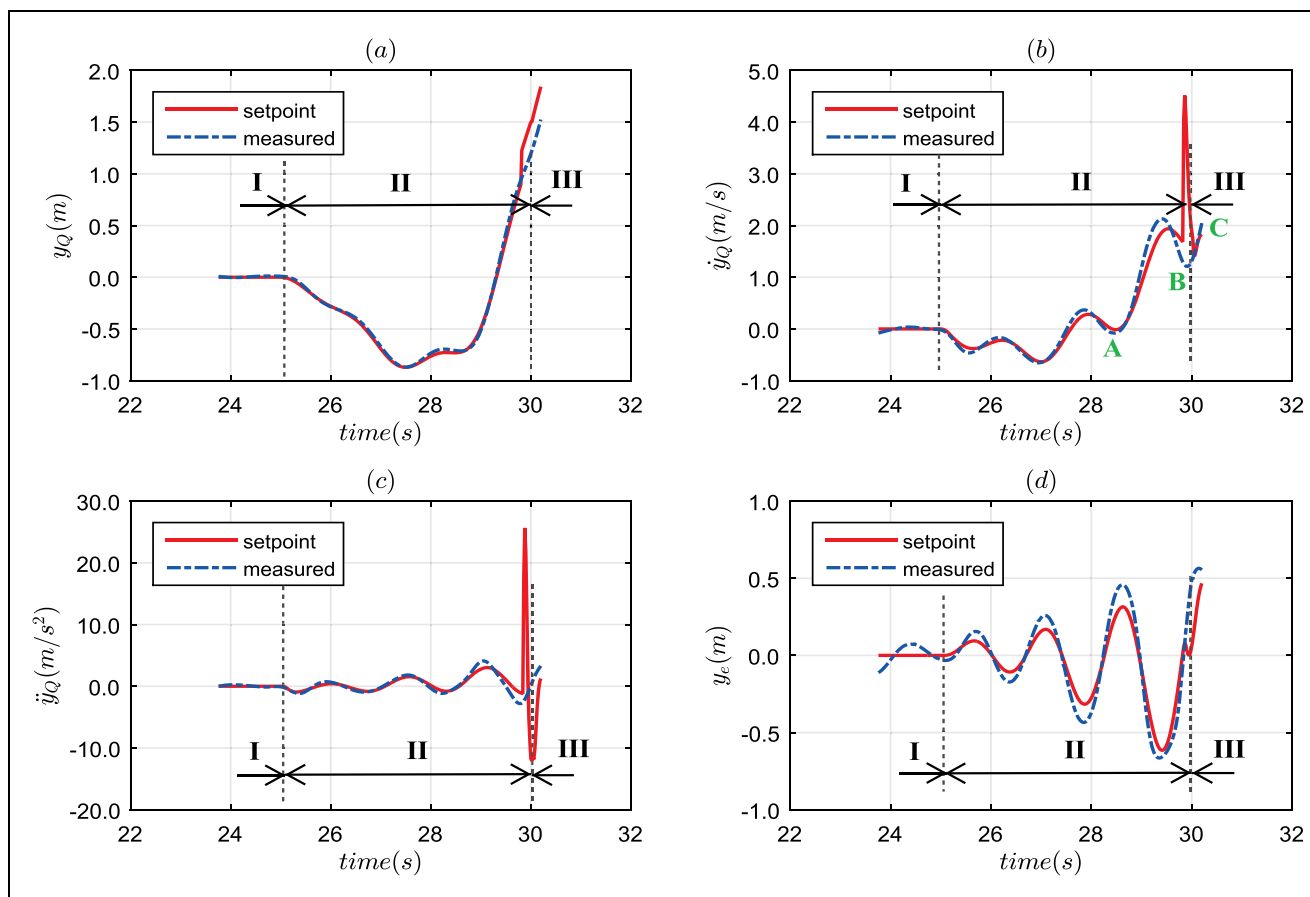 (a)
2.0
1.5
1.0
0.5
0.0
-0.5
-1.0
y_Q(m)
setpoint
measured
I
II
III
22 24 26 28 30 32
time(s)
(b)
5.0
4.0
3.0
2.0
1.0
0.0
-1.0
ẏ_Q(m/s)
setpoint
measured
I
II
III
A
B
C
22 24 26 28 30 32
time(s)
(c)
30.0
20.0
10.0
0.0
-10.0
-20.0
ÿ_Q(m/s²)
setpoint
measured
I
II
III
22 24 26 28 30 32
time(s)
(d)
1.0
0.5
0.0
-0.5
-1.0
y_e(m)
setpoint
measured
I
II
III
22 24 26 28 30 32
time(s)